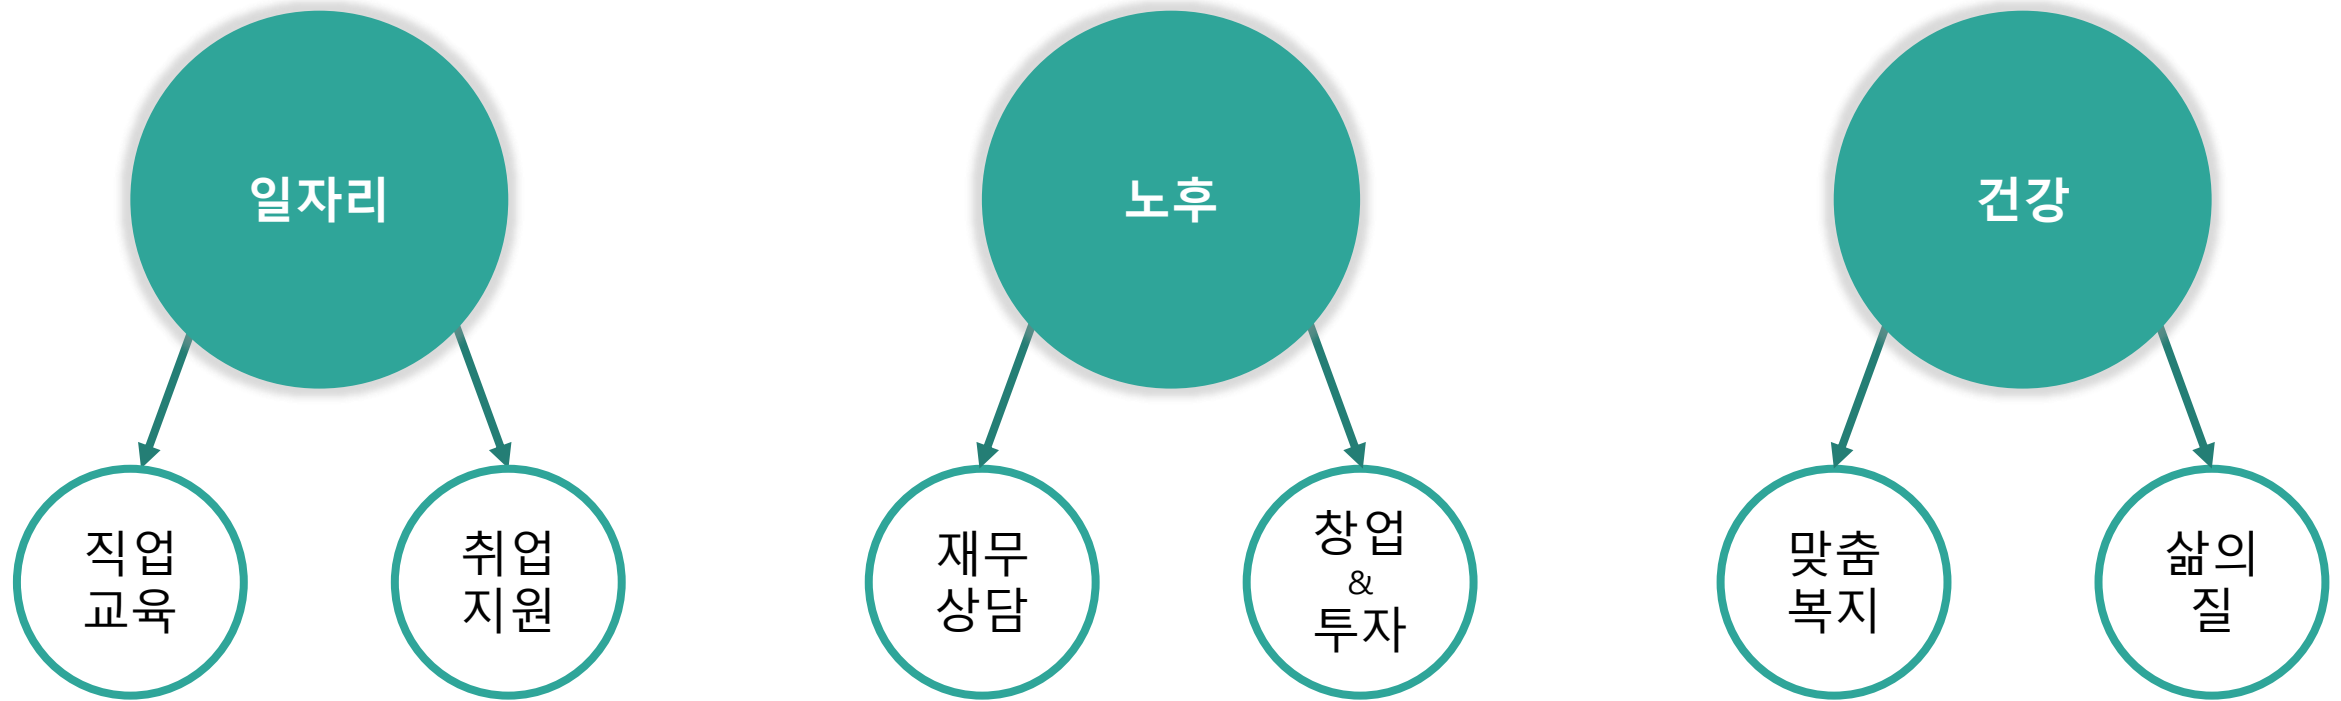 일자리
노후
건강
직업
교육
취업
지원
재무
상담
창업
&
투자
맞춤
복지
삶의
질